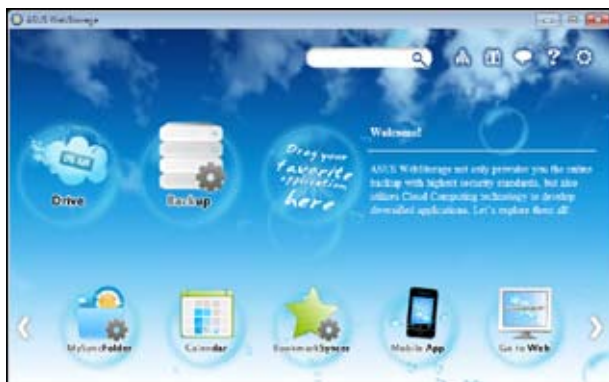 ASUS WebStorage
Drag your
favorite
application
here
Welcome!
ASUS WebStorage not only provides you the online
backup with highest security standards, but also
utilizes Cloud Computing technology to develop
diversified applications. Let's explore them all!
Drive
Backup
MySyncFolder
Calendar
BookmarkSyncer
Mobile App
Go to Web